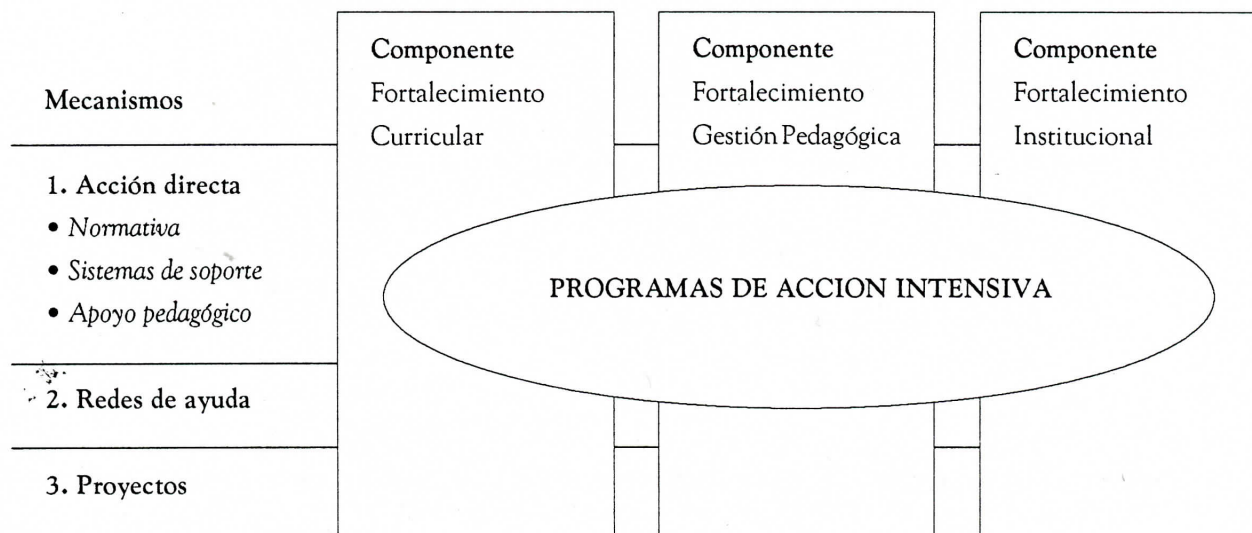 Mecanismos
1. Acción directa
• Normativa
• Sistemas de soporte
• Apoyo pedagógico
2. Redes de ayuda
3. Proyectos
Componente
Fortalecimiento
Curricular
Componente
Fortalecimiento
Gestión Pedagógica
Componente
Fortalecimiento
Institucional
PROGRAMAS DE ACCION INTENSIVA